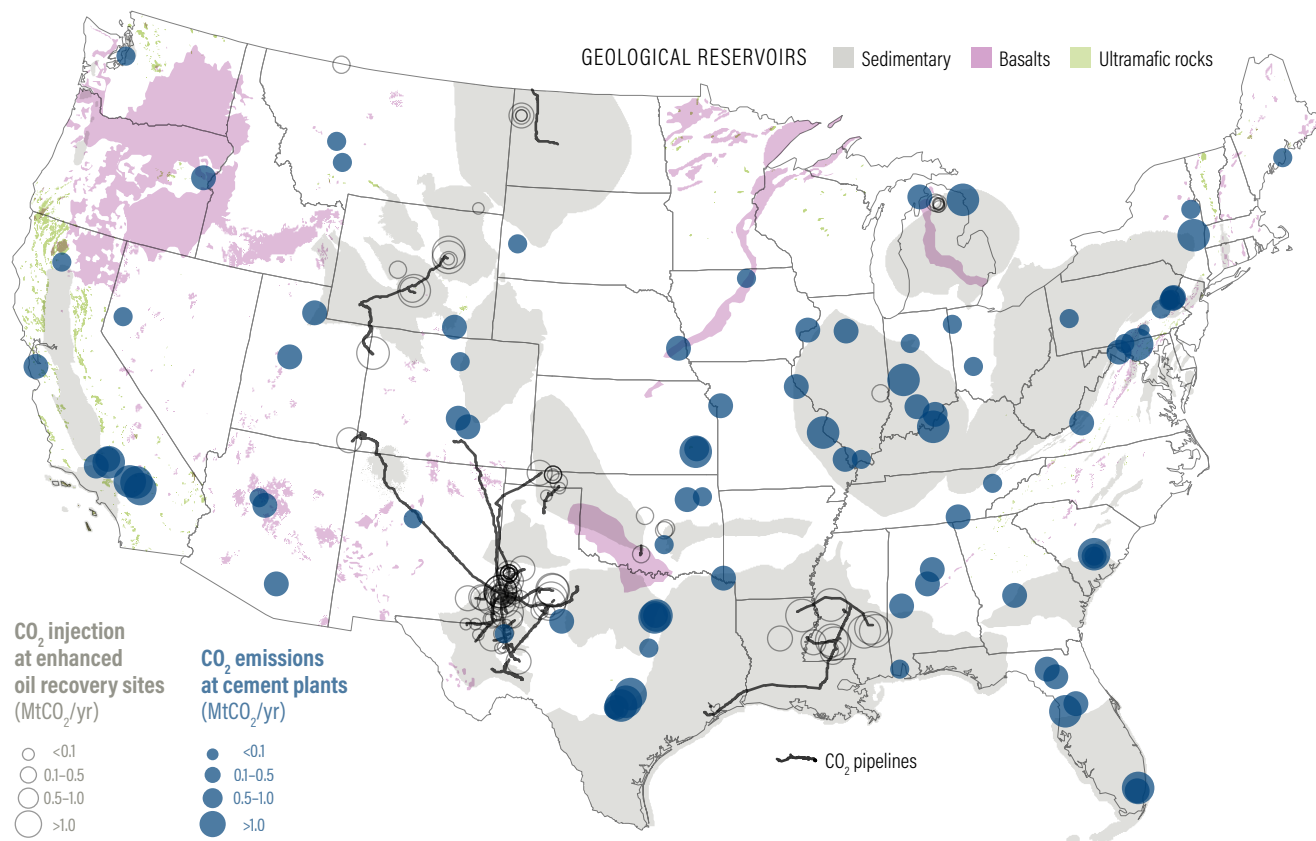 GEOLOGICAL RESERVOIRS Sedimentary Basalts Ultramafic rocks
CO₂ injection
at enhanced
oil recovery sites
(MtCO₂/yr)
<0.1
0.1–0.5
0.5–1.0
>1.0
CO₂ emissions
at cement plants
(MtCO₂/yr)
<0.1
0.1–0.5
0.5–1.0
>1.0
CO₂ pipelines